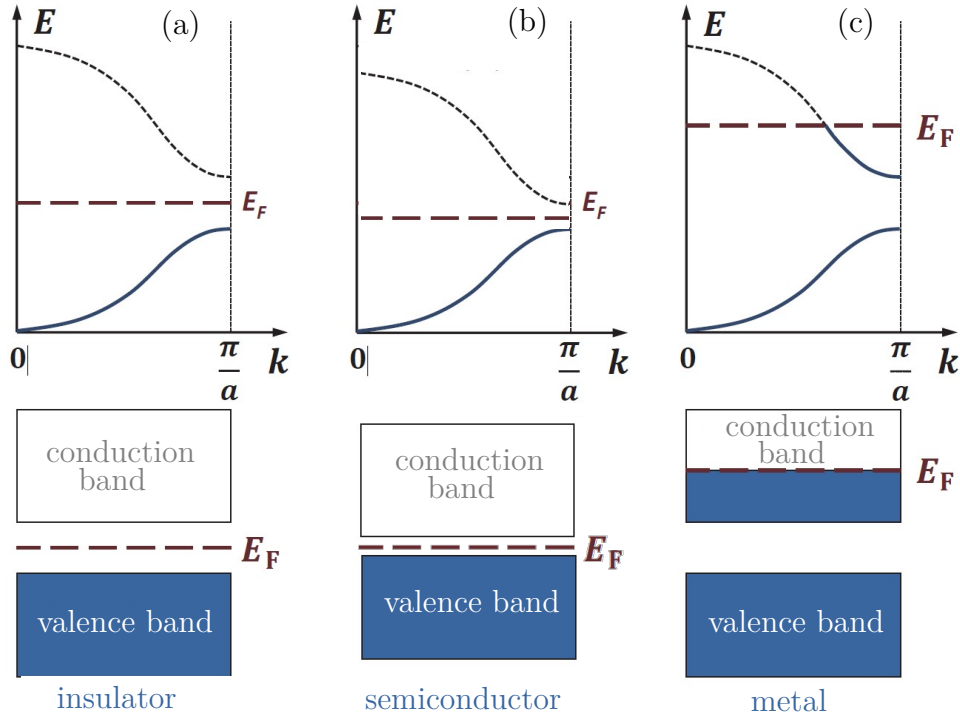 E (a)
E_F
0 π/a k
conduction
band
E_F
valence band
insulator
E (b)
E_F
0 π/a k
conduction
band
E_F
valence band
semiconductor
E (c)
E_F
0 π/a k
conduction
band
E_F
valence band
metal